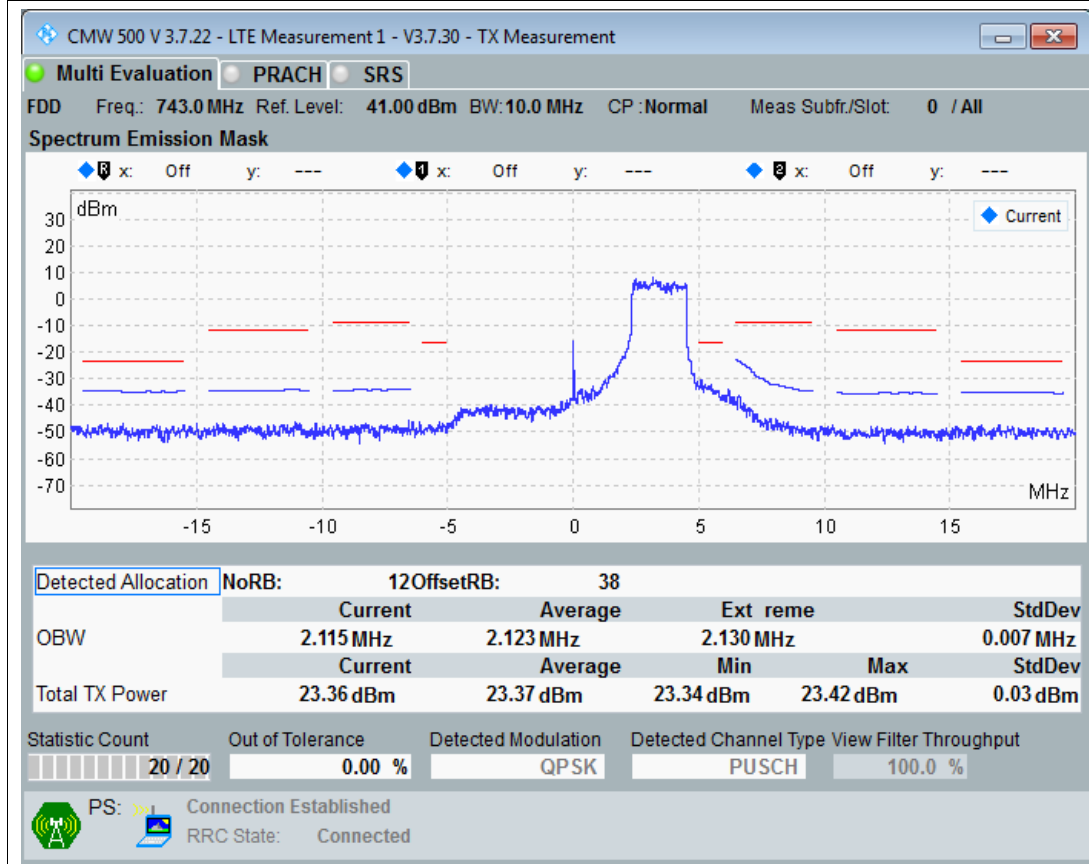 CMW 500 V 3.7.22 - LTE Measurement 1 - V3.7.30 - TX Measurement
Multi Evaluation PRACH SRS
FDD Freq.: 743.0 MHz Ref. Level: 41.00 dBm BW: 10.0 MHz CP : Normal Meas Subfr./Slot: 0 / All
Spectrum Emission Mask
R x: Off y: --- 1 x: Off y: --- 2 x: Off y: ---
dBm
Current
30
20
10
0
-10
-20
-30
-40
-50
-60
-70
MHz
-15 -10 -5 0 5 10 15
Detected Allocation NoRB: 12 OffsetRB: 38
Current Average Ext reme StdDev
OBW 2.115 MHz 2.123 MHz 2.130 MHz 0.007 MHz
Current Average Min Max StdDev
Total TX Power 23.36 dBm 23.37 dBm 23.34 dBm 23.42 dBm 0.03 dBm
Statistic Count Out of Tolerance Detected Modulation Detected Channel Type View Filter Throughput
20 / 20 0.00 % QPSK PUSCH 100.0 %
PS: Connection Established
RRC State: Connected